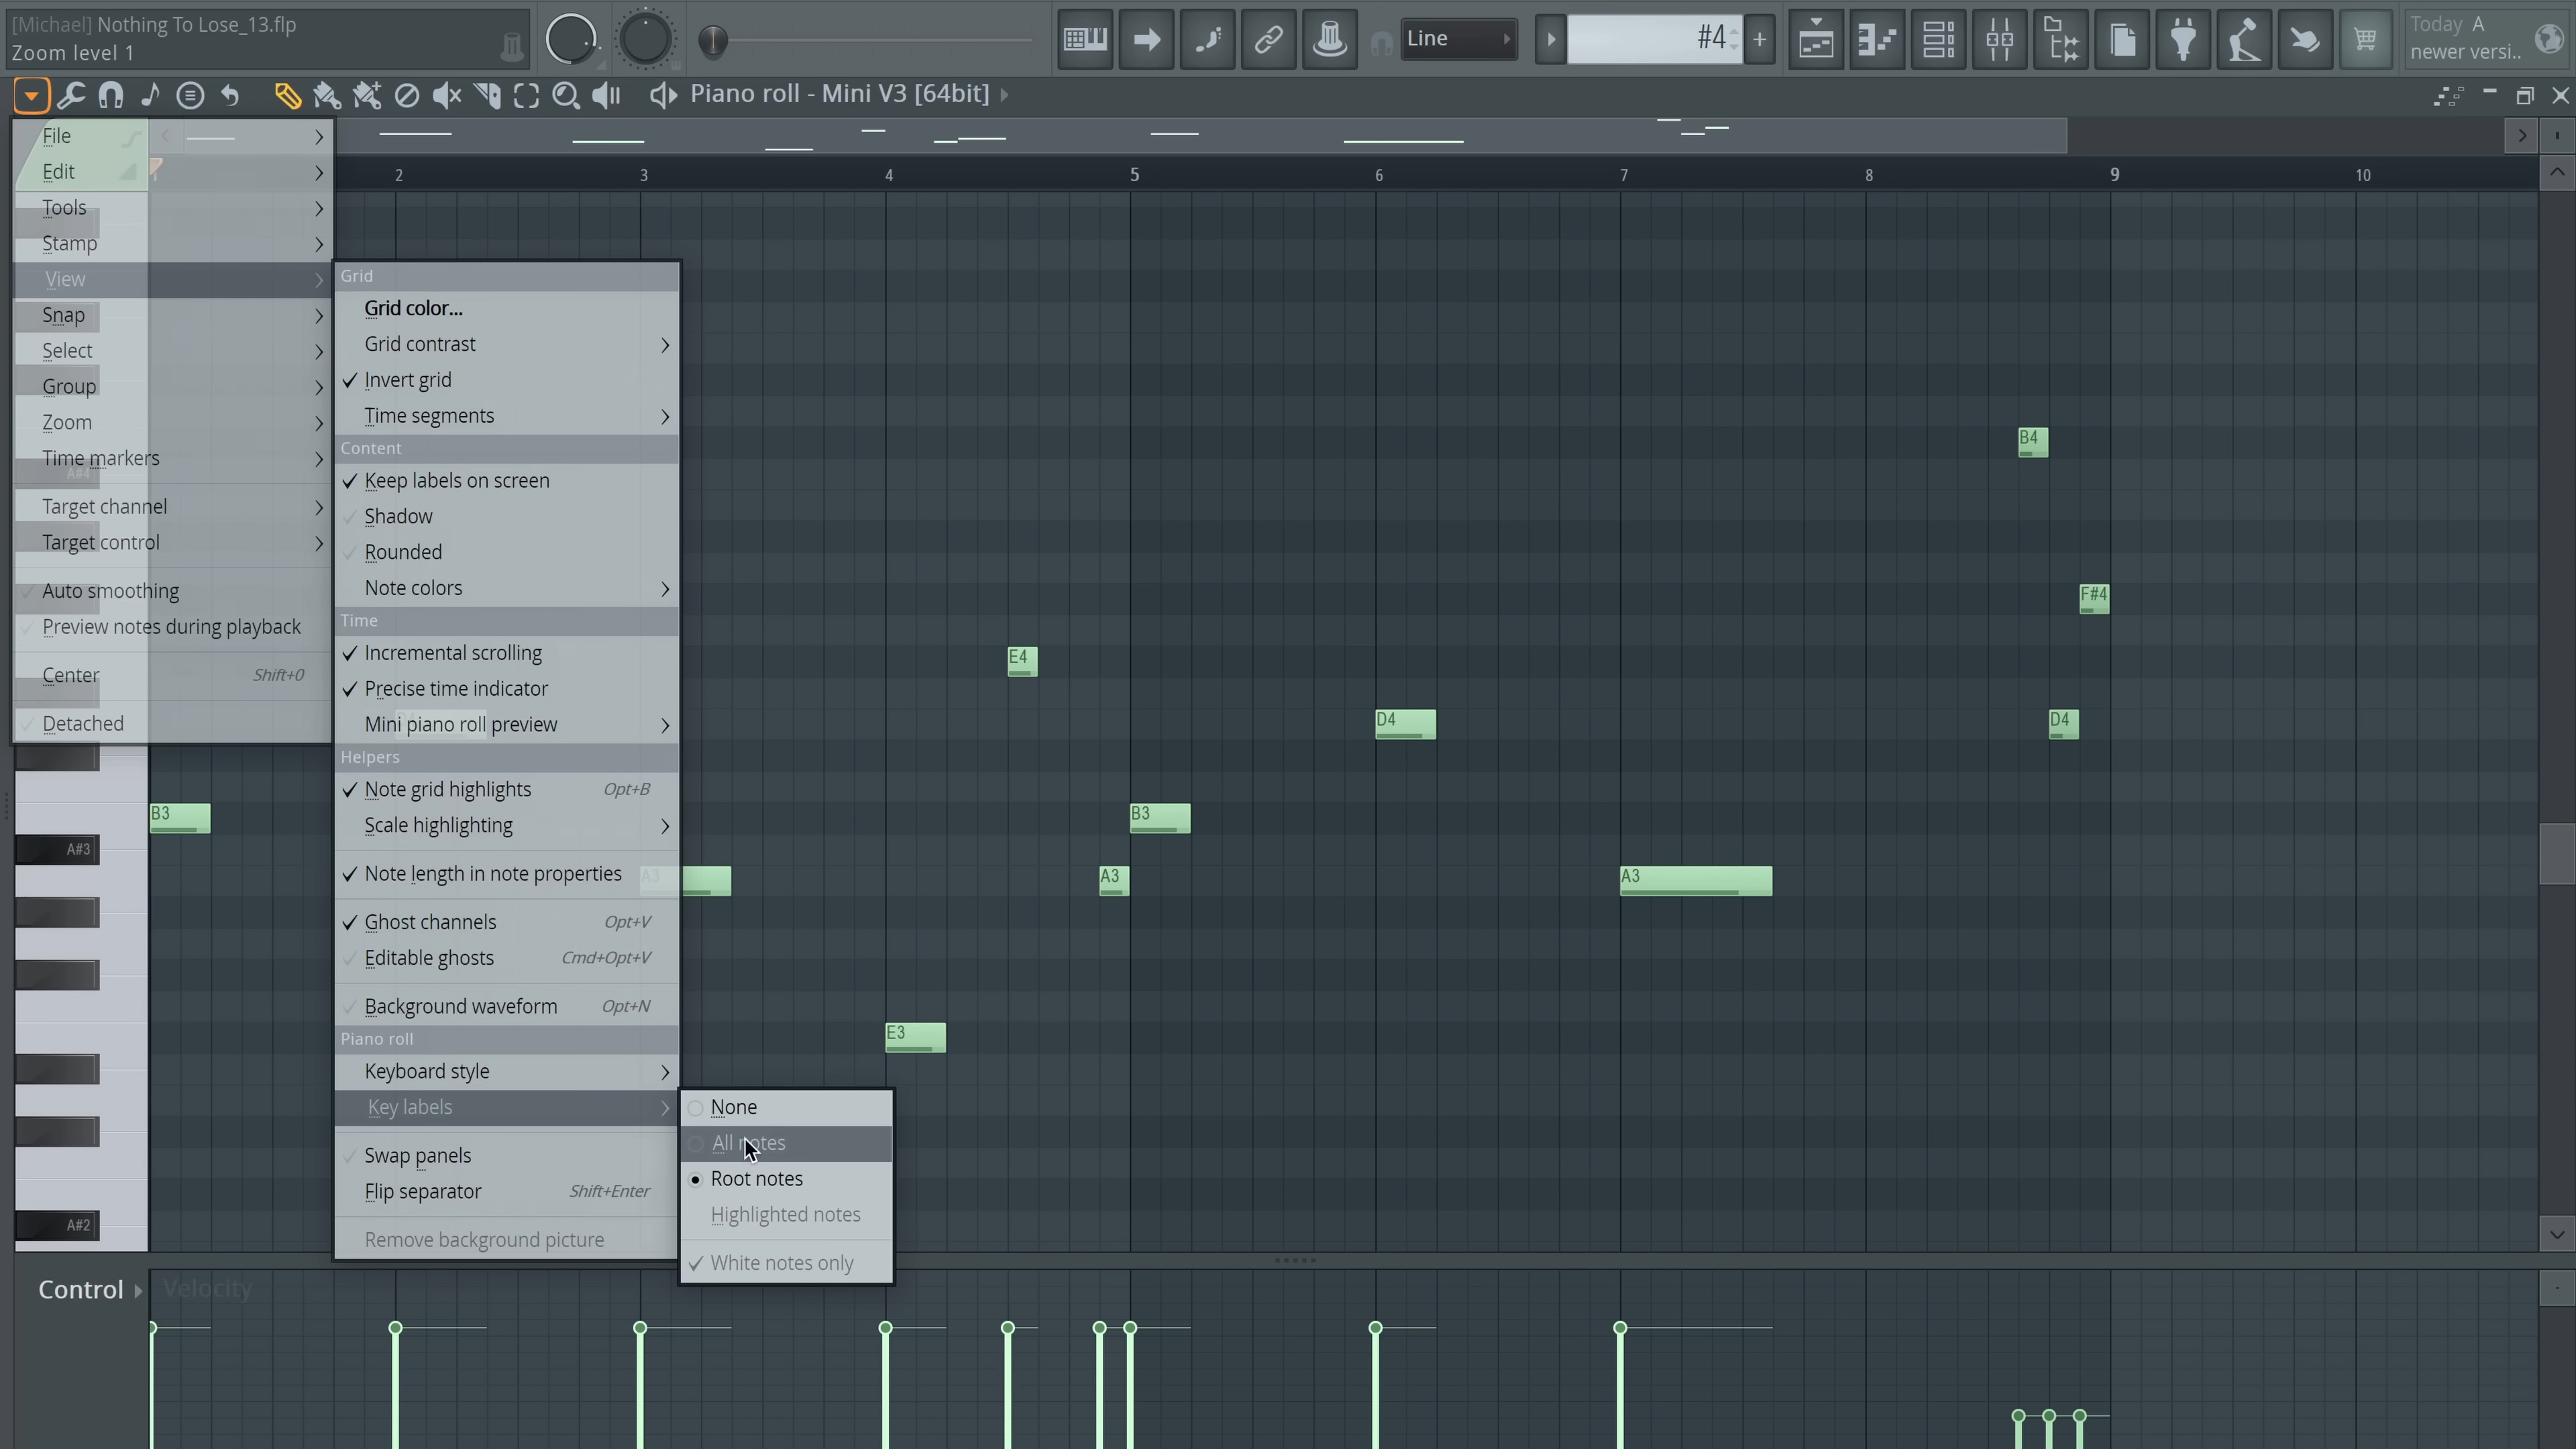 [Michael] Nothing To Lose_13.flp
Zoom level 1
Line
#4
Today A
newer versi..
Piano roll - Mini V3 [64bit]
File
Edit
Tools
Stamp
View
Snap
Select
Group
Zoom
Time markers
A#4
Target channel
Target control
Auto smoothing
Preview notes during playback
Center Shift+0
Detached
Grid
Grid color...
Grid contrast
Invert grid
Time segments
Content
Keep labels on screen
Shadow
Rounded
Note colors
Time
Incremental scrolling
Precise time indicator
Mini piano roll preview
Helpers
Note grid highlights Opt+B
Scale highlighting
Note length in note properties
Ghost channels Opt+V
Editable ghosts Cmd+Opt+V
Background waveform Opt+N
Piano roll
Keyboard style
Key labels
Swap panels
Flip separator Shift+Enter
Remove background picture
None
All notes
Root notes
Highlighted notes
White notes only
2 3 4 5 6 7 8 9 10
B4
F#4
E4
D4
D4
B3
B3
A#3
A3
A3
A3
E3
A#2
Control
Velocity